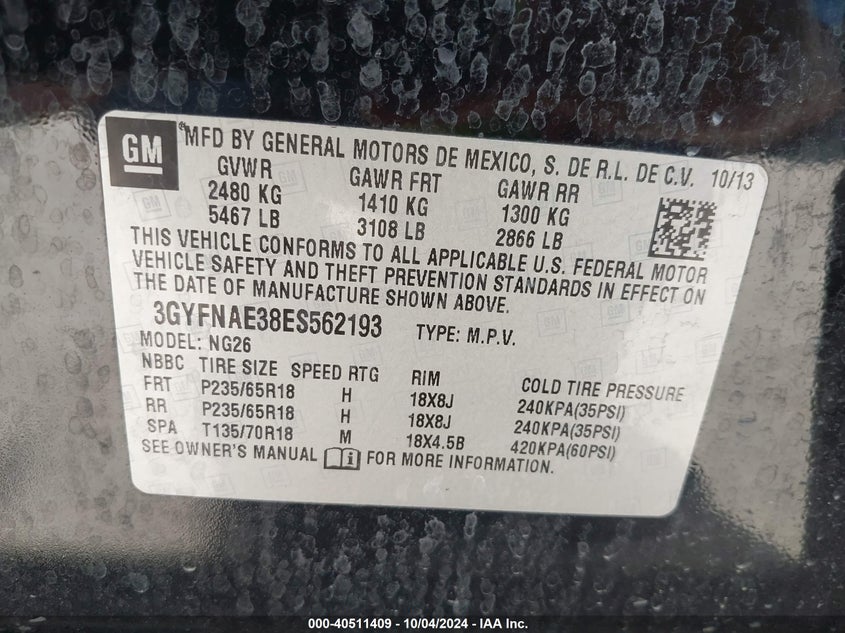 GM
MFD BY GENERAL MOTORS DE MEXICO, S. DE R.L. DE C.V. 10/13
GVWR GAWR FRT GAWR RR
2480 KG 1410 KG 1300 KG
5467 LB 3108 LB 2866 LB
THIS VEHICLE CONFORMS TO ALL APPLICABLE U.S. FEDERAL MOTOR
VEHICLE SAFETY AND THEFT PREVENTION STANDARDS IN EFFECT ON
THE DATE OF MANUFACTURE SHOWN ABOVE.
3GYFNAE38ES562193 TYPE: M.P.V.
MODEL: NG26
NBBC TIRE SIZE SPEED RTG RIM COLD TIRE PRESSURE
FRT P235/65R18 H 18X8J 240KPA(35PSI)
RR P235/65R18 H 18X8J 240KPA(35PSI)
SPA T135/70R18 M 18X4.5B 420KPA(60PSI)
SEE OWNER'S MANUAL FOR MORE INFORMATION.
000-40511409 - 10/04/2024 - IAA Inc.